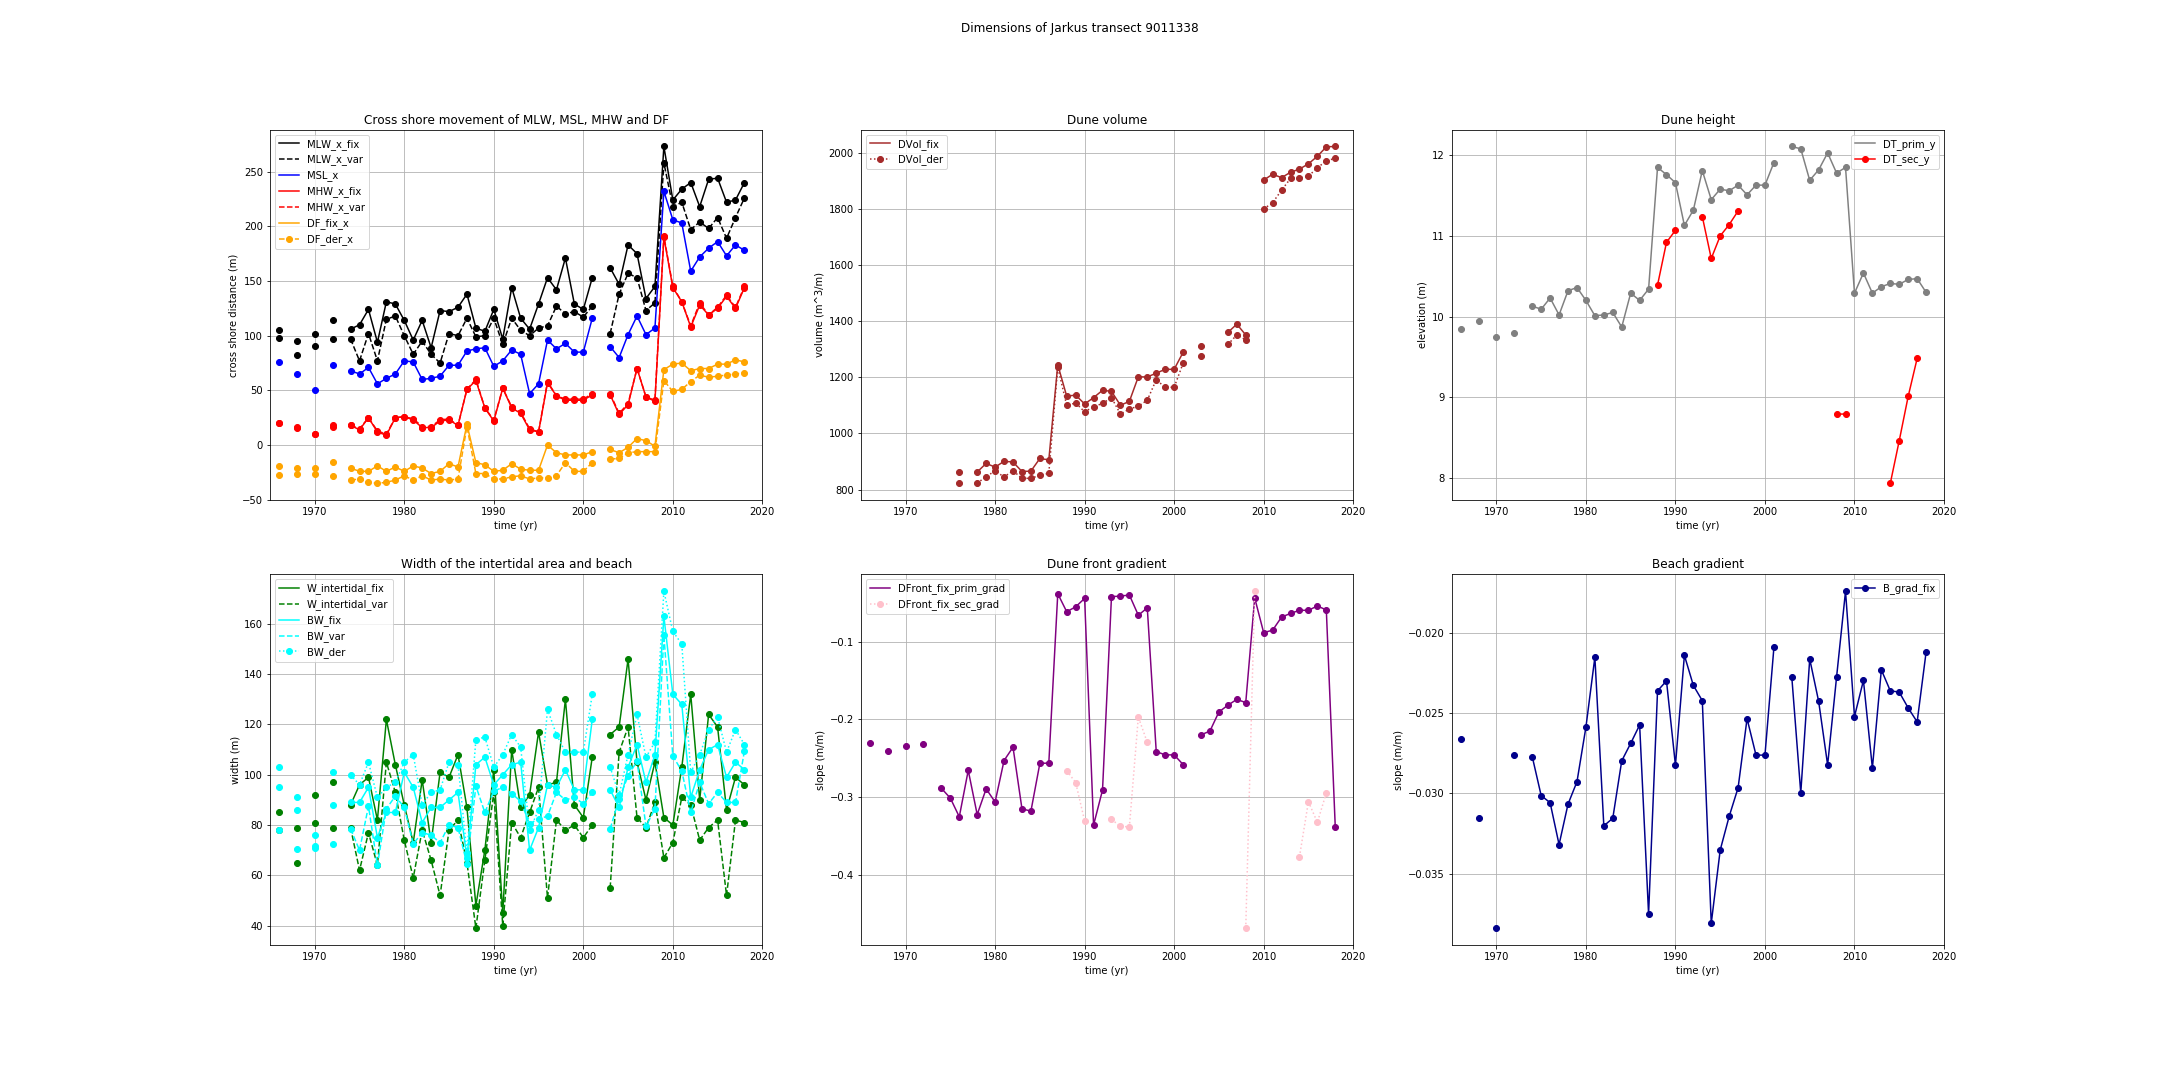 Dimensions of Jarkus transect 9011338
Cross shore movement of MLW, MSL, MHW and DF
MLW_x_fix
MLW_x_var
MSL_x
MHW_x_fix
MHW_x_var
DF_fix_x
DF_der_x
cross shore distance (m)
250
200
150
100
50
0
−50
1970 1980 1990 2000 2010 2020
time (yr)
Dune volume
DVol_fix
DVol_der
volume (m^3/m)
2000
1800
1600
1400
1200
1000
800
1970 1980 1990 2000 2010 2020
time (yr)
Dune height
DT_prim_y
DT_sec_y
elevation (m)
12
11
10
9
8
1970 1980 1990 2000 2010 2020
time (yr)
Width of the intertidal area and beach
W_intertidal_fix
W_intertidal_var
BW_fix
BW_var
BW_der
width (m)
160
140
120
100
80
60
40
1970 1980 1990 2000 2010 2020
time (yr)
Dune front gradient
DFront_fix_prim_grad
DFront_fix_sec_grad
slope (m/m)
−0.1
−0.2
−0.3
−0.4
1970 1980 1990 2000 2010 2020
time (yr)
Beach gradient
B_grad_fix
slope (m/m)
−0.020
−0.025
−0.030
−0.035
1970 1980 1990 2000 2010 2020
time (yr)